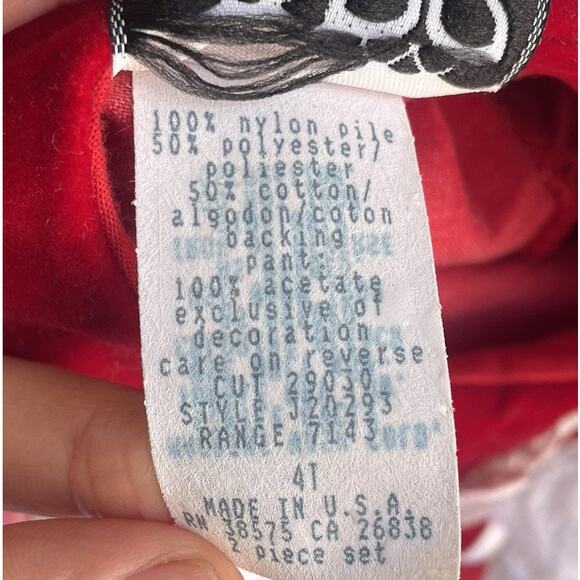 100% nylon pile
50% polyester/
poliester
50% cotton/
algodon/coton
backing
pant:
100% acetate
exclusive of
decoration
care on reverse
CUT 29030
STYLE J20293
RANGE 7143
4T
MADE IN U.S.A.
RN 38575 CA 26838
2 piece set